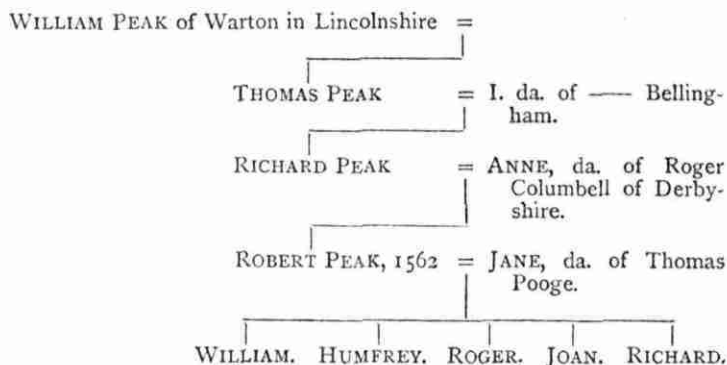 WILLIAM PEAK of Warton in Lincolnshire =
THOMAS PEAK = I. da. of —— Belling-
ham.
RICHARD PEAK = ANNE, da. of Roger
Columbell of Derby-
shire.
ROBERT PEAK, 1562 = JANE, da. of Thomas
Pooge.
WILLIAM. HUMFREY. ROGER. JOAN. RICHARD.